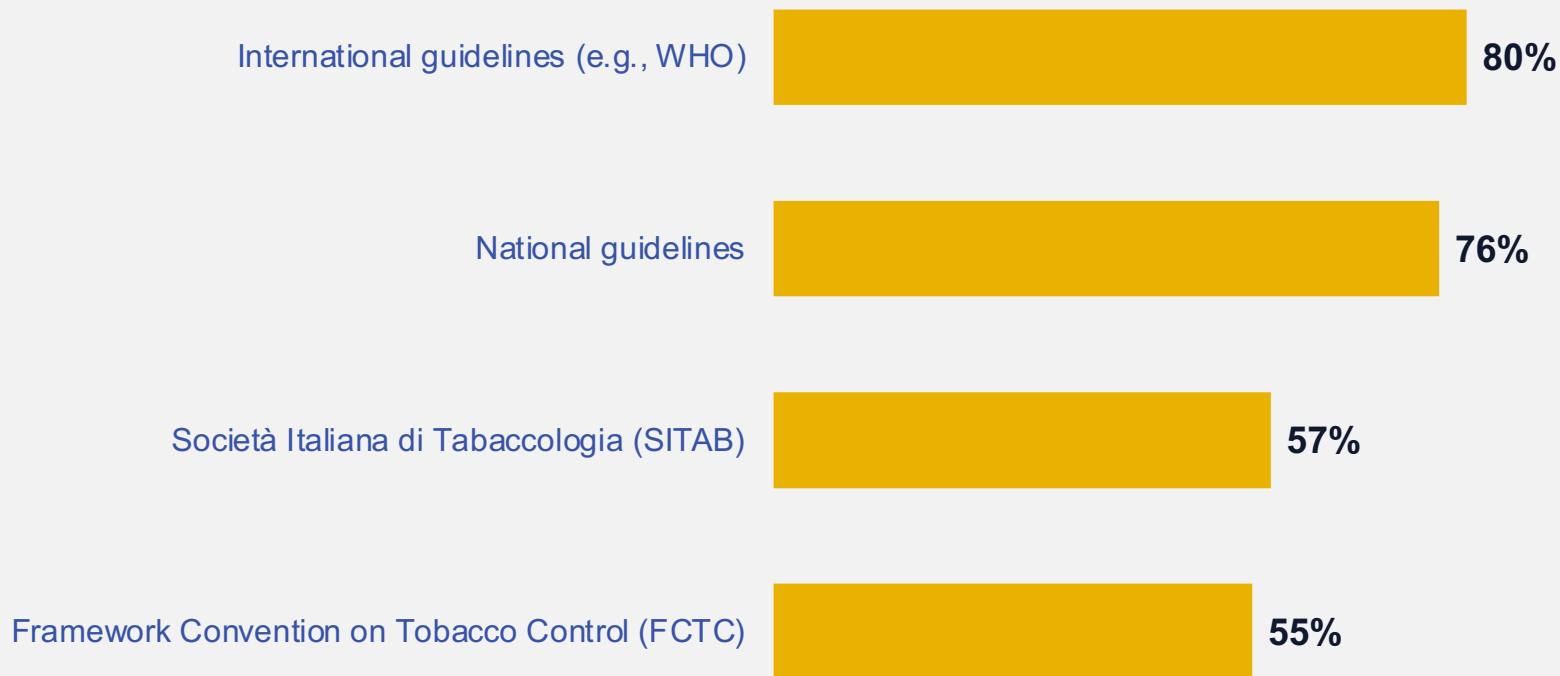 International guidelines (e.g., WHO) 80%
National guidelines 76%
Società Italiana di Tabaccologia (SITAB) 57%
Framework Convention on Tobacco Control (FCTC) 55%